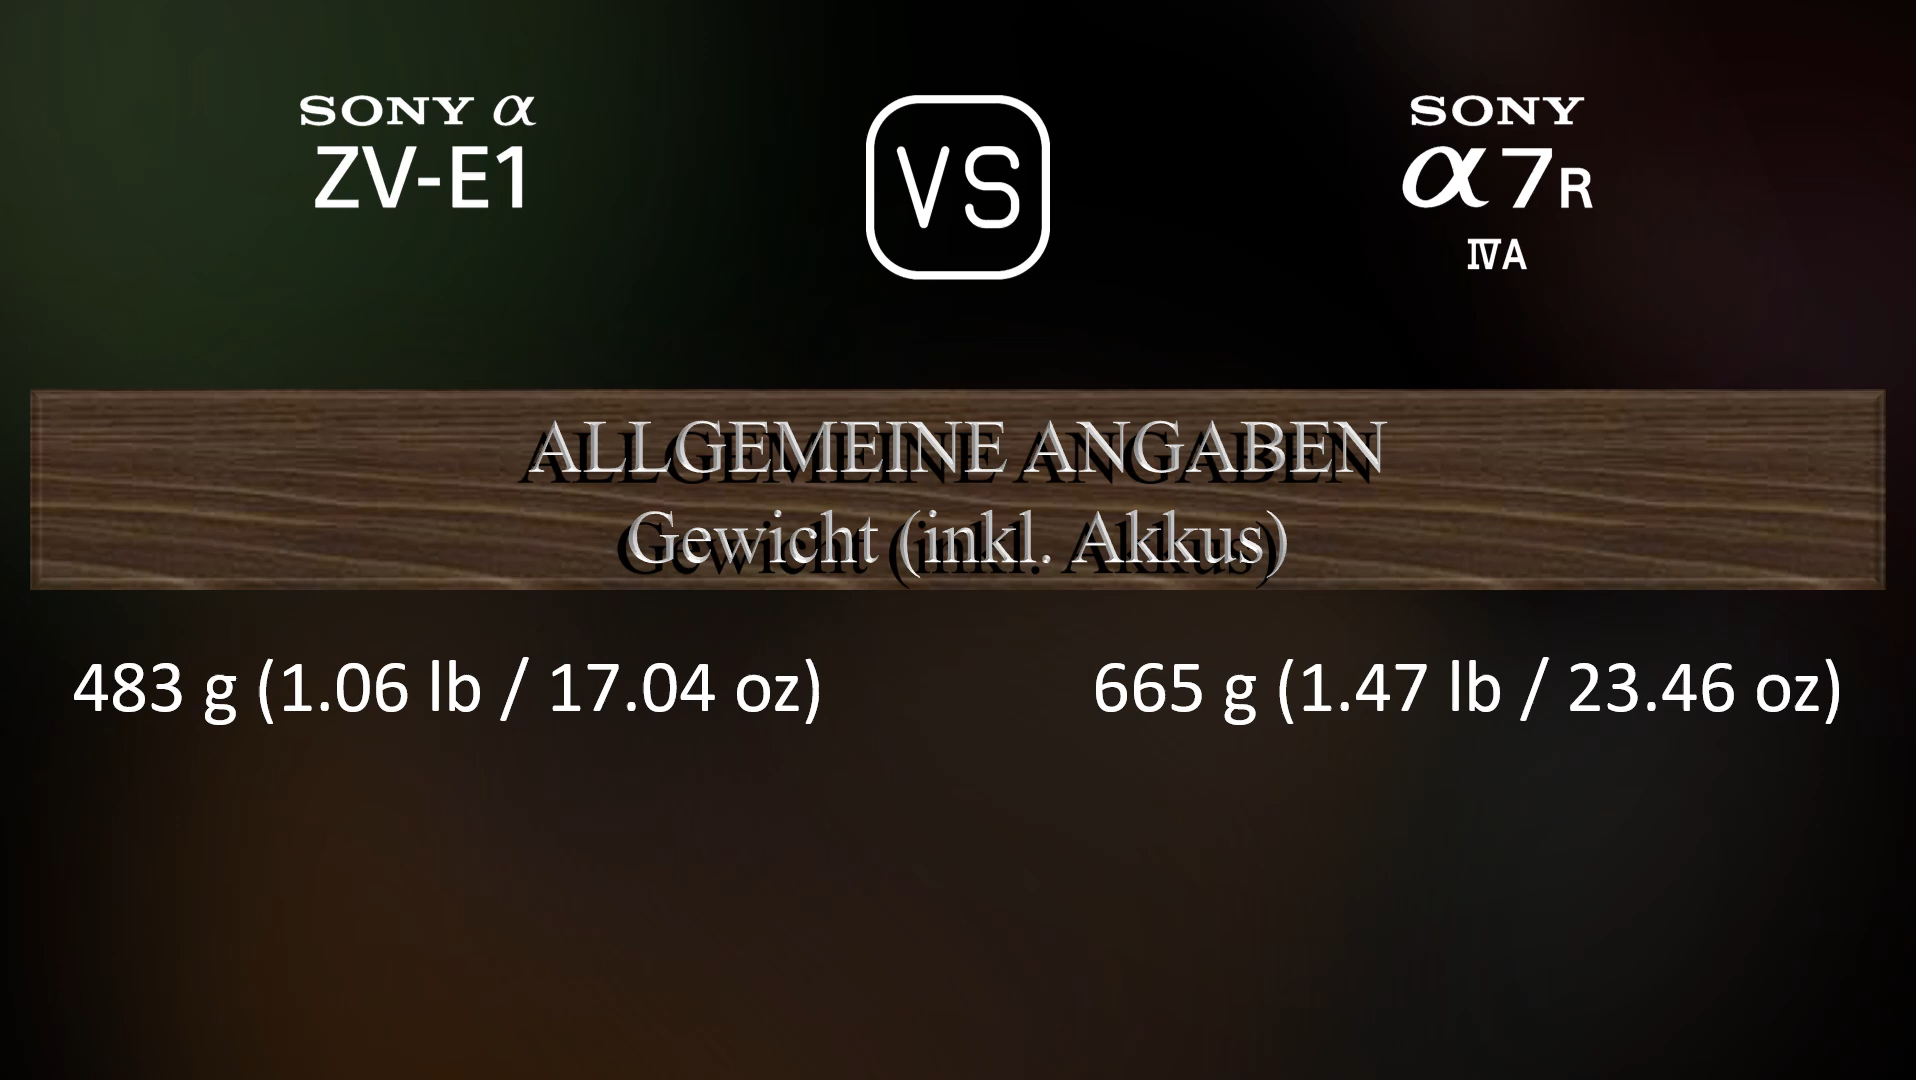 SONY α
ZV-E1
VS
SONY
α7R
IVA
ALLGEMEINE ANGABEN
Gewicht (inkl. Akkus)
483 g (1.06 lb / 17.04 oz)
665 g (1.47 lb / 23.46 oz)